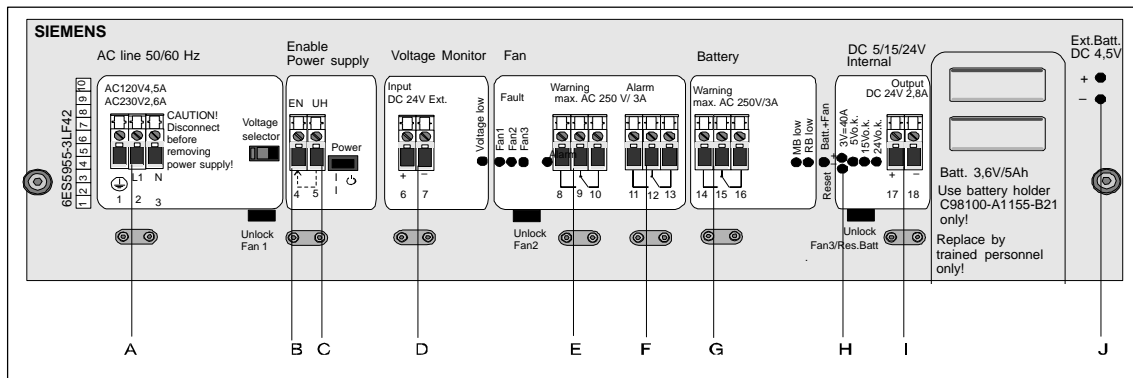 SIEMENS
AC line 50/60 Hz
Enable
Power supply
Voltage Monitor
Fan
Battery
DC 5/15/24V
Internal
Ext.Batt.
DC 4,5V
+
−
6ES5955-3LF42
10
9
8
7
6
5
4
3
2
1
AC120V4,5A
AC230V2,6A
CAUTION!
Disconnect
before
removing
power supply!
L1 N
1 2 3
Voltage
selector
Unlock
Fan 1
EN UH
Power
4 5
Input
DC 24V Ext.
+ −
6 7
Voltage low
Fault
Fan1
Fan2
Fan3
Warning Alarm
max. AC 250 V/ 3A
Alarm
8 9 10
11 12 13
Unlock
Fan2
Warning
max. AC 250V/3A
14 15 16
MB low
RB low
Batt.+Fan
Reset
+
−
3V=40A
5Vo.k.
15Vo.k.
24Vo.k.
Output
DC 24V 2,8A
+ −
17 18
Unlock
Fan3/Res.Batt
Batt. 3,6V/5Ah
Use battery holder
C98100-A1155-B21
only!
Replace by
trained personnel
only!
A B C D E F G H I J